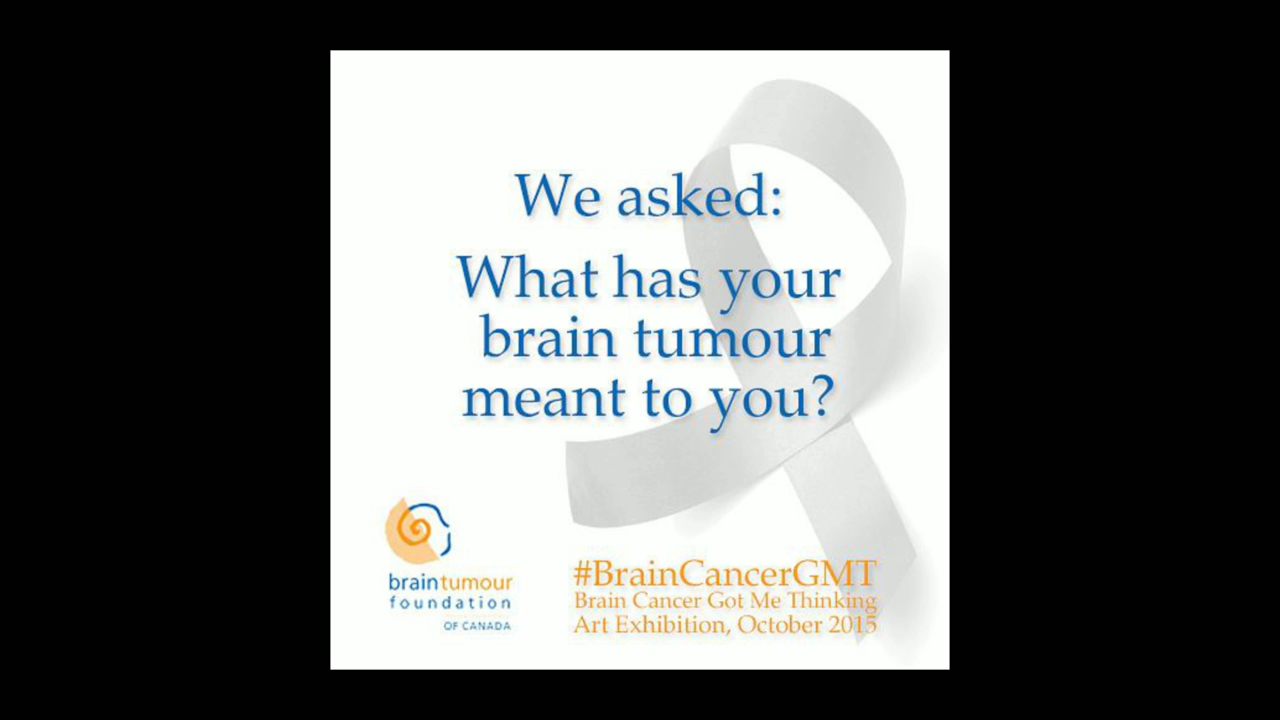 We asked:
What has your
brain tumour
meant to you?
braintumour
foundation
OF CANADA
#BrainCancerGMT
Brain Cancer Got Me Thinking
Art Exhibition, October 2015